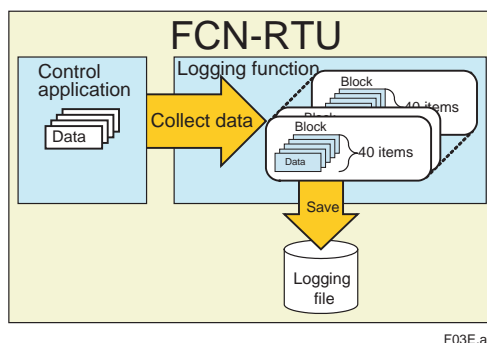 FCN-RTU
Control
application
Data
Collect data
Logging function
Block
40 items
Block
Data
40 items
Save
Logging
file
F03E.a